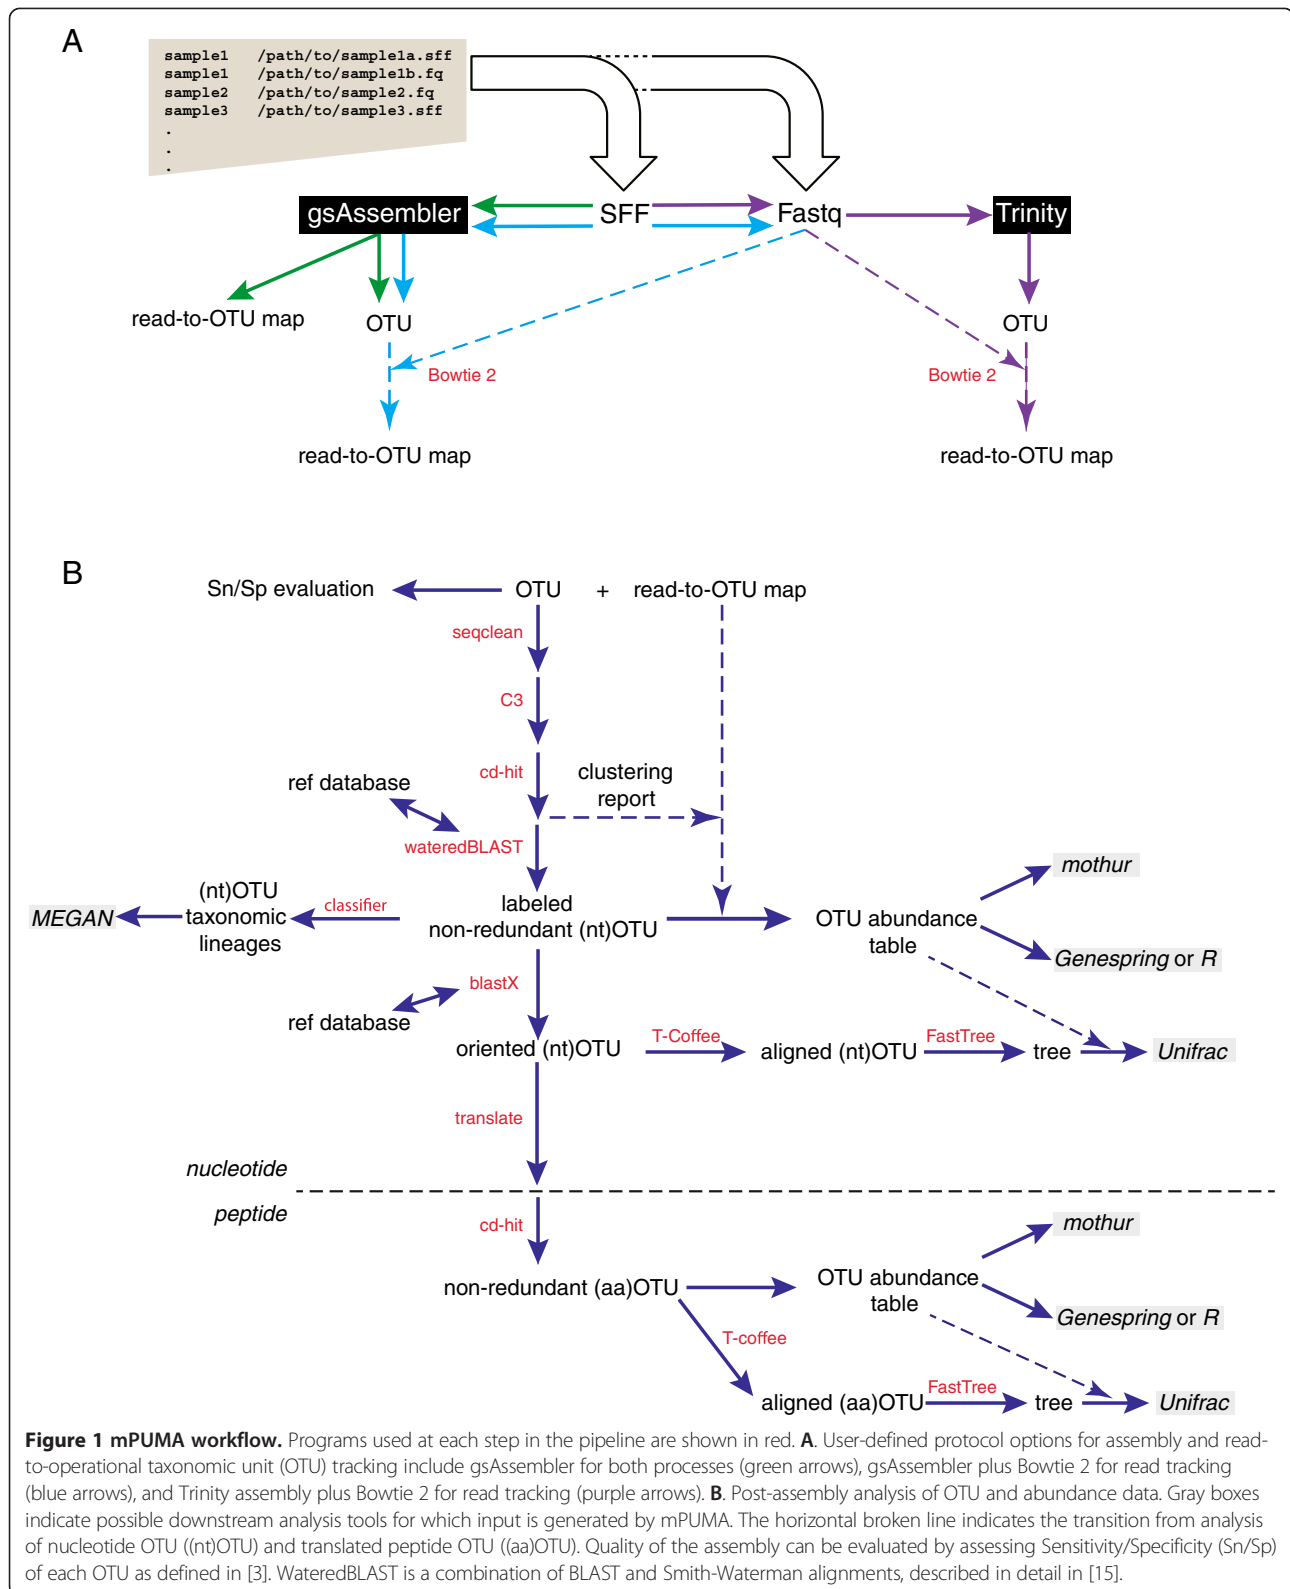 A
sample1 /path/to/sample1a.sff
sample1 /path/to/sample1b.fq
sample2 /path/to/sample2.fq
sample3 /path/to/sample3.sff
.
.
.
gsAssembler
SFF
Fastq
Trinity
read-to-OTU map
OTU
OTU
Bowtie 2
Bowtie 2
read-to-OTU map
read-to-OTU map
B
Sn/Sp evaluation
OTU + read-to-OTU map
seqclean
C3
cd-hit
clustering
report
ref database
wateredBLAST
mothur
(nt)OTU
taxonomic
lineages
MEGAN
classifier
labeled
non-redundant (nt)OTU
OTU abundance
table
Genespring or R
blastX
ref database
oriented (nt)OTU
T-Coffee
aligned (nt)OTU
FastTree
tree
Unifrac
translate
nucleotide
peptide
cd-hit
mothur
non-redundant (aa)OTU
OTU abundance
table
Genespring or R
T-coffee
aligned (aa)OTU
FastTree
tree
Unifrac
Figure 1 mPUMA workflow. Programs used at each step in the pipeline are shown in red. A. User-defined protocol options for assembly and read-
to-operational taxonomic unit (OTU) tracking include gsAssembler for both processes (green arrows), gsAssembler plus Bowtie 2 for read tracking
(blue arrows), and Trinity assembly plus Bowtie 2 for read tracking (purple arrows). B. Post-assembly analysis of OTU and abundance data. Gray boxes
indicate possible downstream analysis tools for which input is generated by mPUMA. The horizontal broken line indicates the transition from analysis
of nucleotide OTU ((nt)OTU) and translated peptide OTU ((aa)OTU). Quality of the assembly can be evaluated by assessing Sensitivity/Specificity (Sn/Sp)
of each OTU as defined in [3]. WateredBLAST is a combination of BLAST and Smith-Waterman alignments, described in detail in [15].